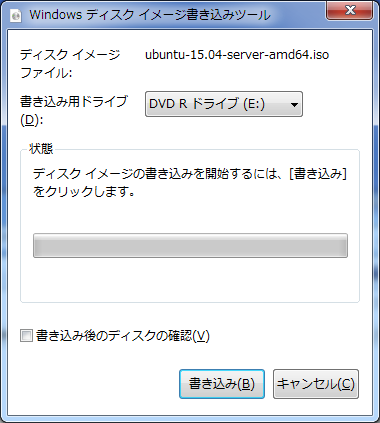 Windows ディスク イメージ書き込みツール
ディスク イメージ
ファイル:
ubuntu-15.04-server-amd64.iso
書き込み用ドライブ
(D):
DVD R ドライブ (E:)
状態
ディスク イメージの書き込みを開始するには、[書き込み]
をクリックします。
書き込み後のディスクの確認(V)
書き込み(B)
キャンセル(C)